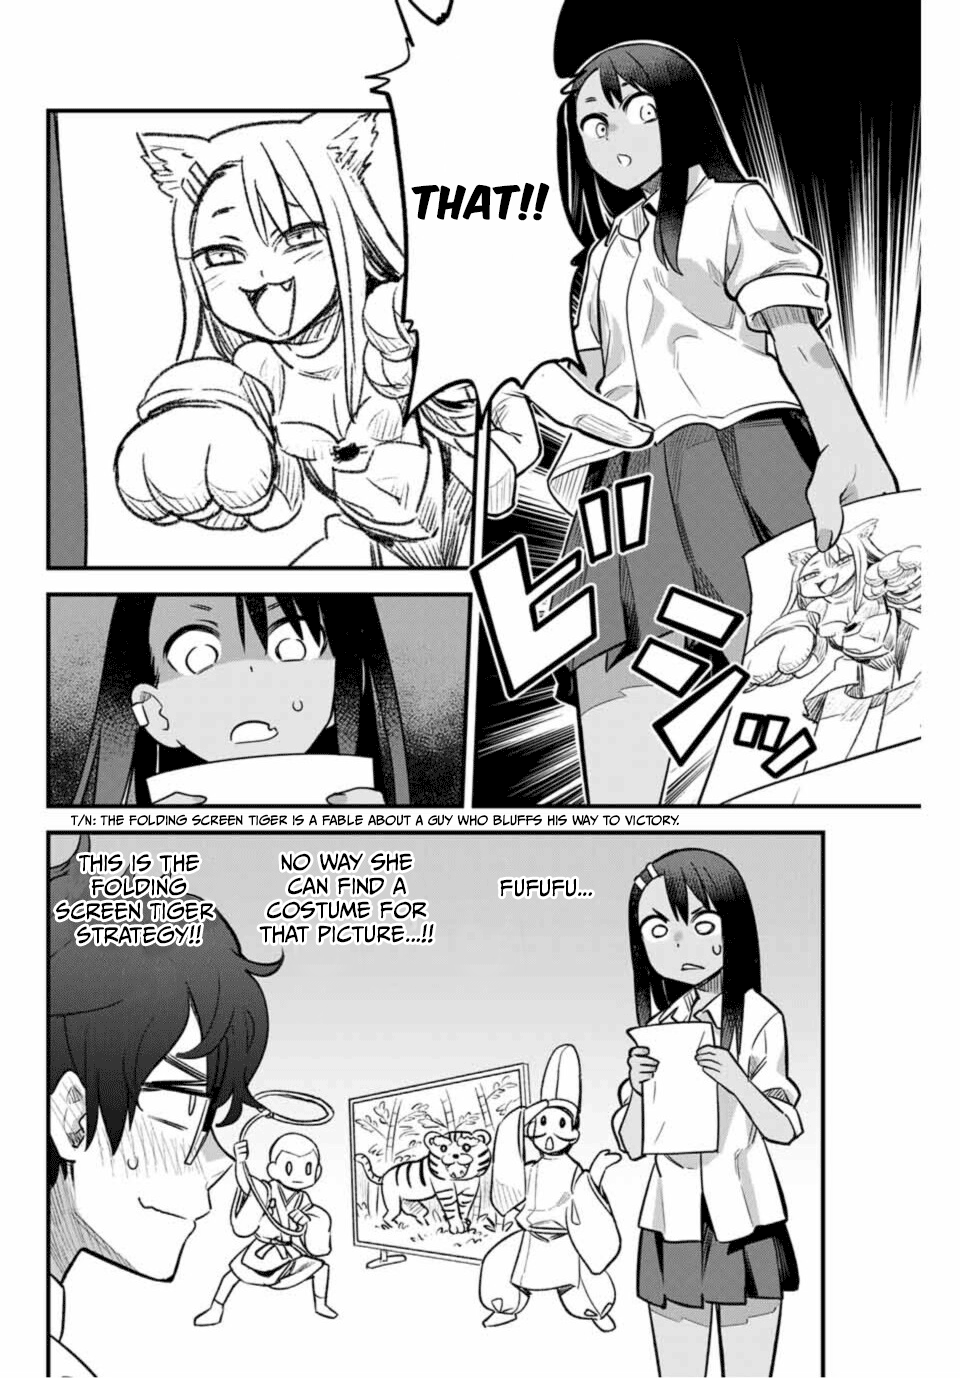 THAT!!
ビシッ
T/N: THE FOLDING SCREEN TIGER IS A FABLE ABOUT A GUY WHO BLUFFS HIS WAY TO VICTORY.
FUFUFU...
NO WAY SHE
CAN FIND A
COSTUME FOR
THAT PICTURE...!!
THIS IS THE
FOLDING
SCREEN TIGER
STRATEGY!!